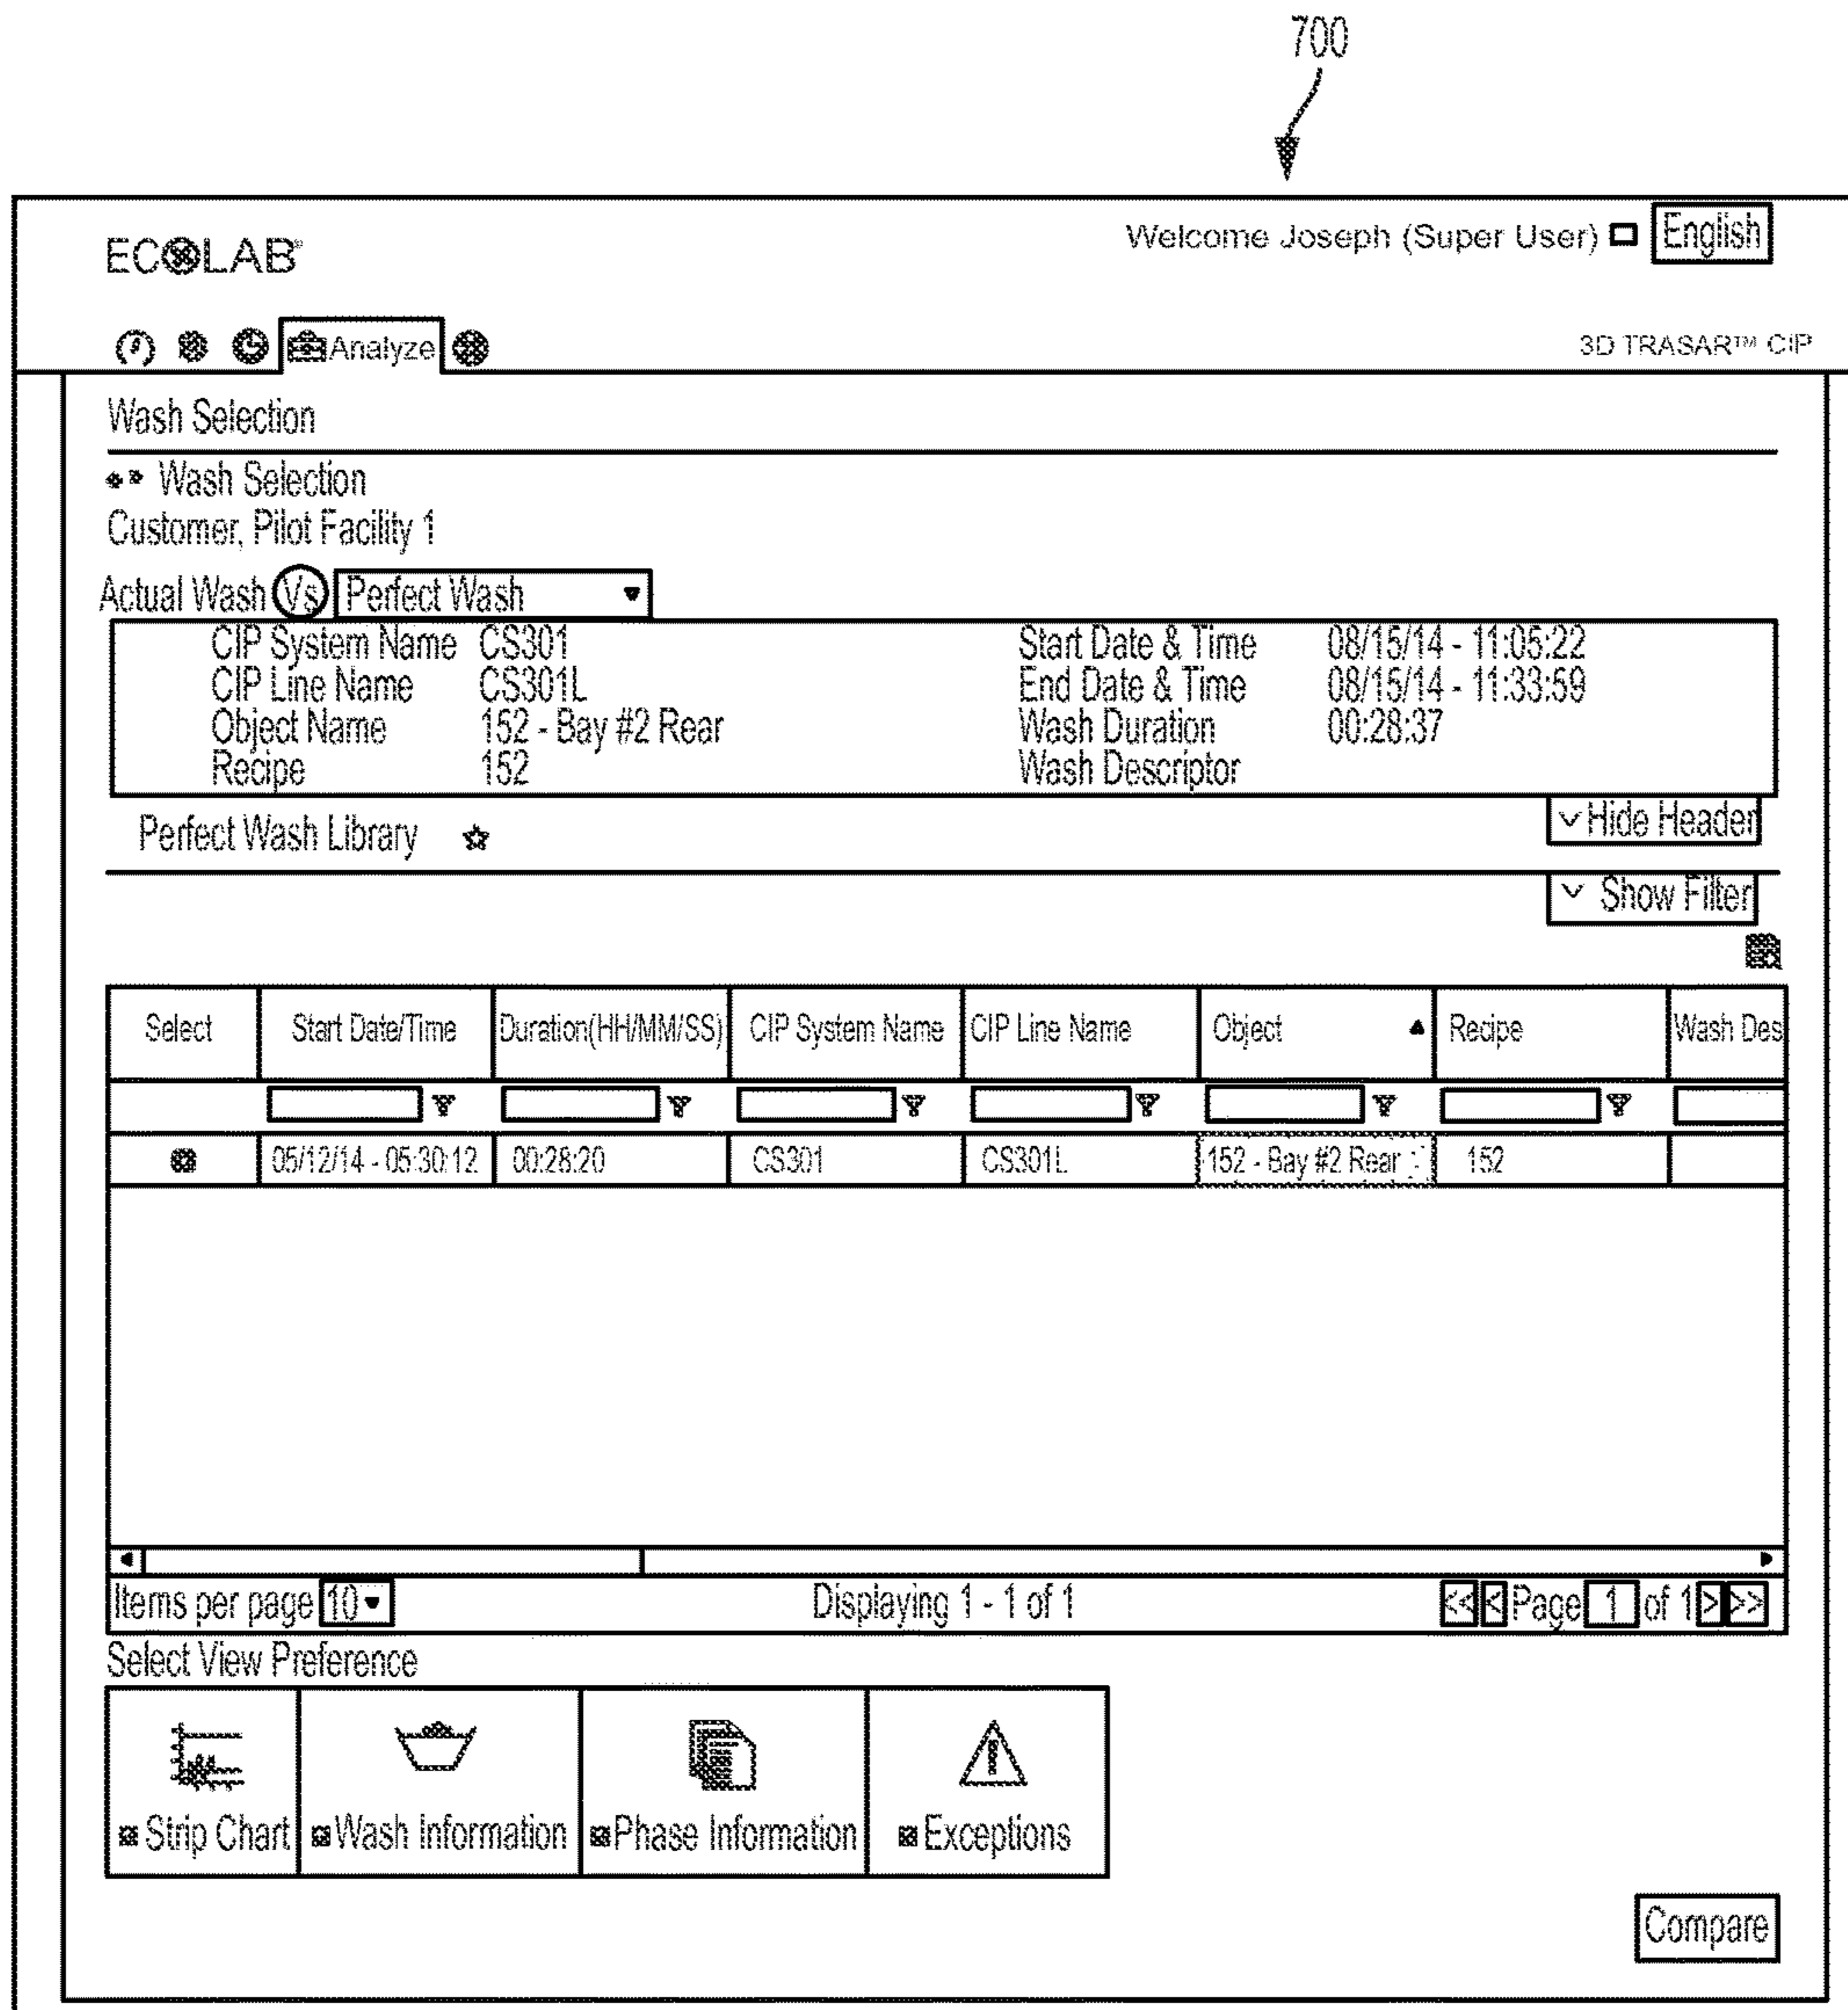 700
ECOLAB®
Welcome Joseph (Super User) English
Analyze
3D TRASAR™ CIP
Wash Selection
Wash Selection
Customer, Pilot Facility 1
Actual Wash Vs Perfect Wash
CIP System Name CS301 Start Date & Time 08/15/14 - 11:05:22
CIP Line Name CS301L End Date & Time 08/15/14 - 11:33:59
Object Name 152 - Bay #2 Rear Wash Duration 00:28:37
Recipe 152 Wash Descriptor
Perfect Wash Library
Hide Header
Show Filter
Select Start Date/Time Duration(HH/MM/SS) CIP System Name CIP Line Name Object Recipe Wash Des
05/12/14 - 05:30:12 00:28:20 CS301 CS301L 152 - Bay #2 Rear 152
Items per page 10 Displaying 1 - 1 of 1 << < Page 1 of 1 > >>
Select View Preference
Strip Chart Wash Information Phase Information Exceptions
Compare